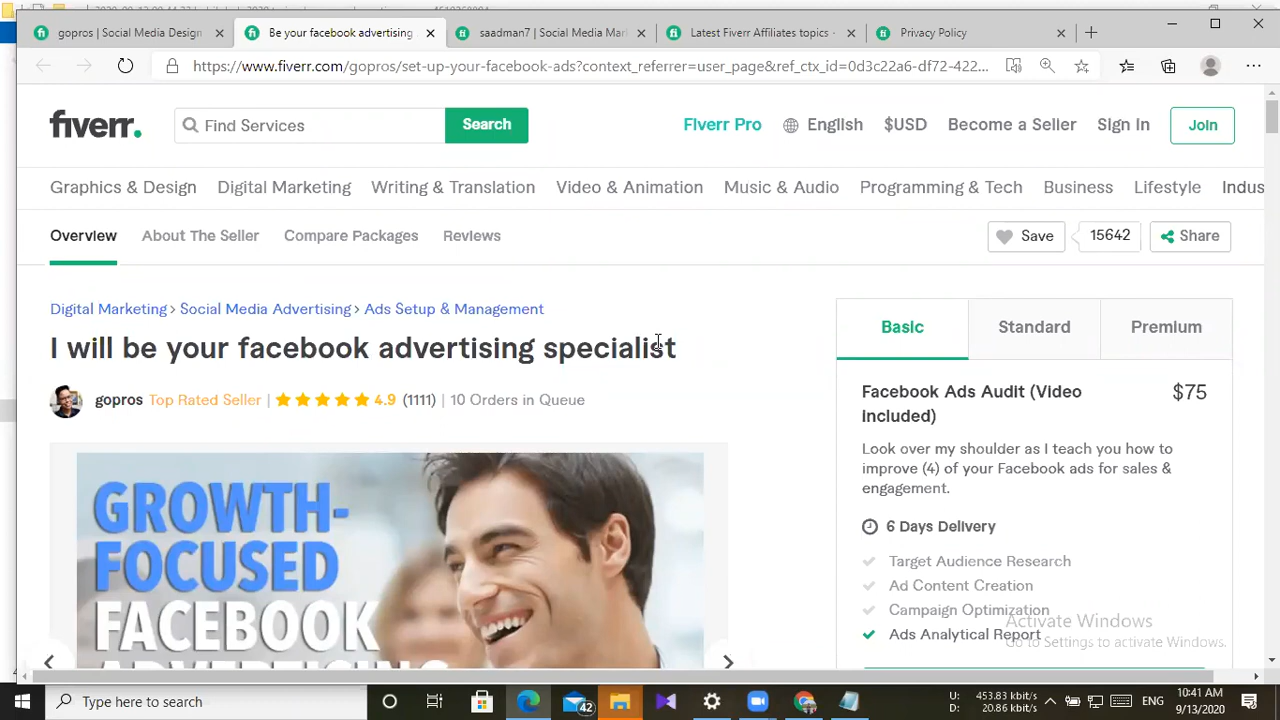 gopros | Social Media Design
Be your facebook advertising
saadman7 | Social Media Mar
Latest Fiverr Affiliates topics -
Privacy Policy
https://www.fiverr.com/gopros/set-up-your-facebook-ads?context_referrer=user_page&ref_ctx_id=0d3c22a6-df72-422...
fiverr.
Find Services
Search
Fiverr Pro
English
$USD
Become a Seller
Sign In
Join
Graphics & Design
Digital Marketing
Writing & Translation
Video & Animation
Music & Audio
Programming & Tech
Business
Lifestyle
Indus
Overview
About The Seller
Compare Packages
Reviews
Save
15642
Share
Digital Marketing > Social Media Advertising > Ads Setup & Management
I will be your facebook advertising specialist
gopros Top Rated Seller | 4.9 (1111) | 10 Orders in Queue
GROWTH-
FOCUSED
FACEBOOK
ADVERTISING
Basic
Standard
Premium
Facebook Ads Audit (Video
included)
$75
Look over my shoulder as I teach you how to
improve (4) of your Facebook ads for sales &
engagement.
6 Days Delivery
Target Audience Research
Ad Content Creation
Campaign Optimization
Ads Analytical Report
Activate Windows
Go to Settings to activate Windows.
Type here to search
42
U: 453.83 kbit/s
D: 20.86 kbit/s
ENG
10:41 AM
9/13/2020